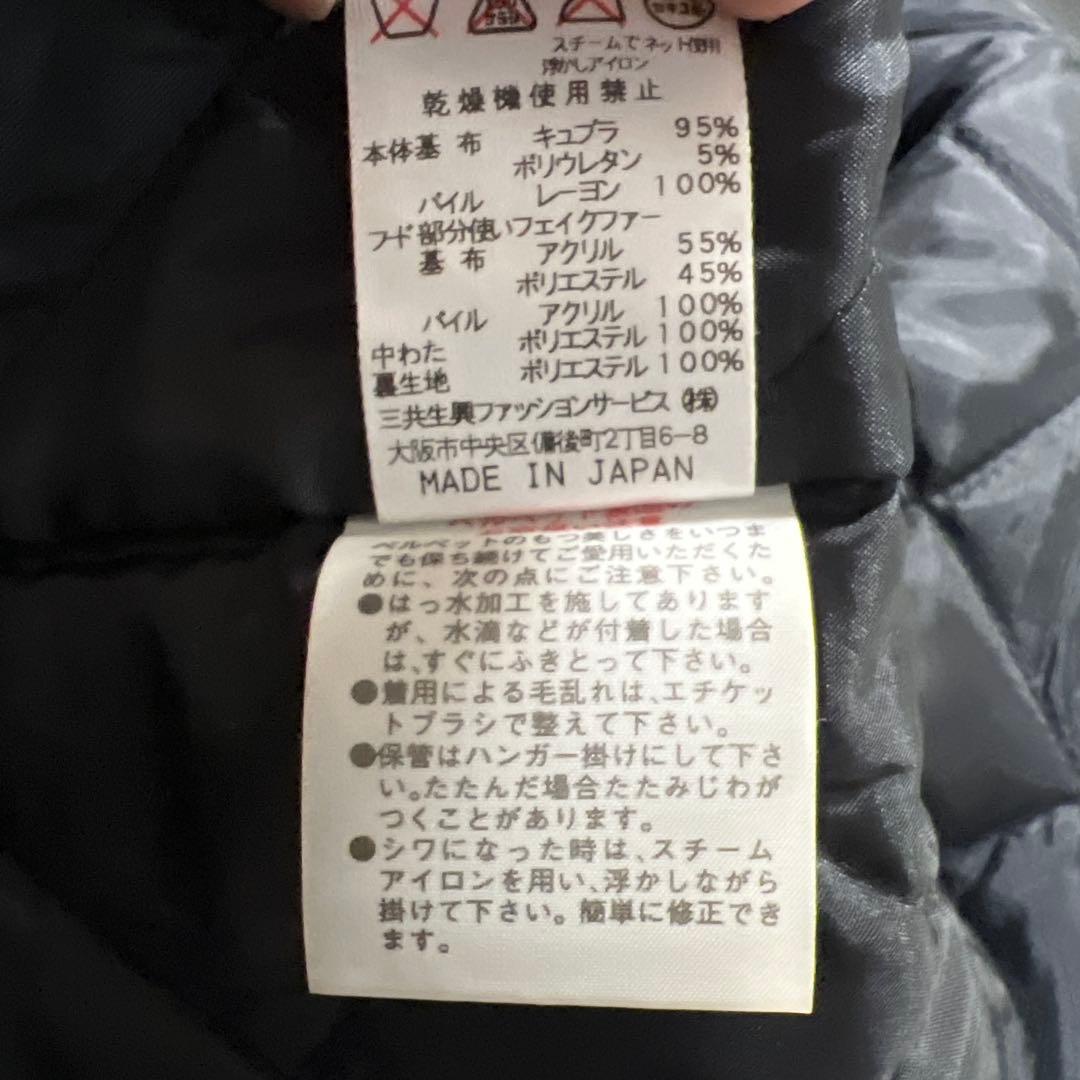 スチームでネット使用
浮かしアイロン
乾燥機使用禁止
本体基布 キュプラ 95%
ポリウレタン 5%
パイル レーヨン 100%
フード部分使いフェイクファー
基布 アクリル 55%
ポリエステル 45%
パイル アクリル 100%
中わた ポリエステル 100%
裏生地 ポリエステル 100%
三共生興ファッションサービス(株)
大阪市中央区備後町2丁目6-8
MADE IN JAPAN
ベルベットのもつ美しさをいつま
でも保ち続けてご愛用いただくた
めに、次の点にご注意下さい。
●はっ水加工を施してあります
が、水滴などが付着した場合
は、すぐにふきとって下さい。
●着用による毛乱れは、エチケッ
トブラシで整えて下さい。
●保管はハンガー掛けにして下さ
い。たたんだ場合たたみじわが
つくことがあります。
●シワになった時は、スチーム
アイロンを用い、浮かしながら
掛けて下さい。簡単に修正でき
ます。